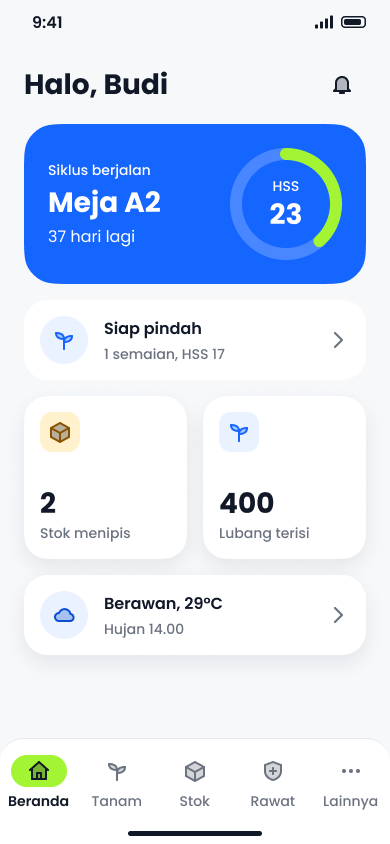 9:41
Halo, Budi
Siklus berjalan
Meja A2
37 hari lagi
HSS
23
Siap pindah
1 semaian, HSS 17
2
Stok menipis
400
Lubang terisi
Berawan, 29°C
Hujan 14.00
Beranda
Tanam
Stok
Rawat
Lainnya